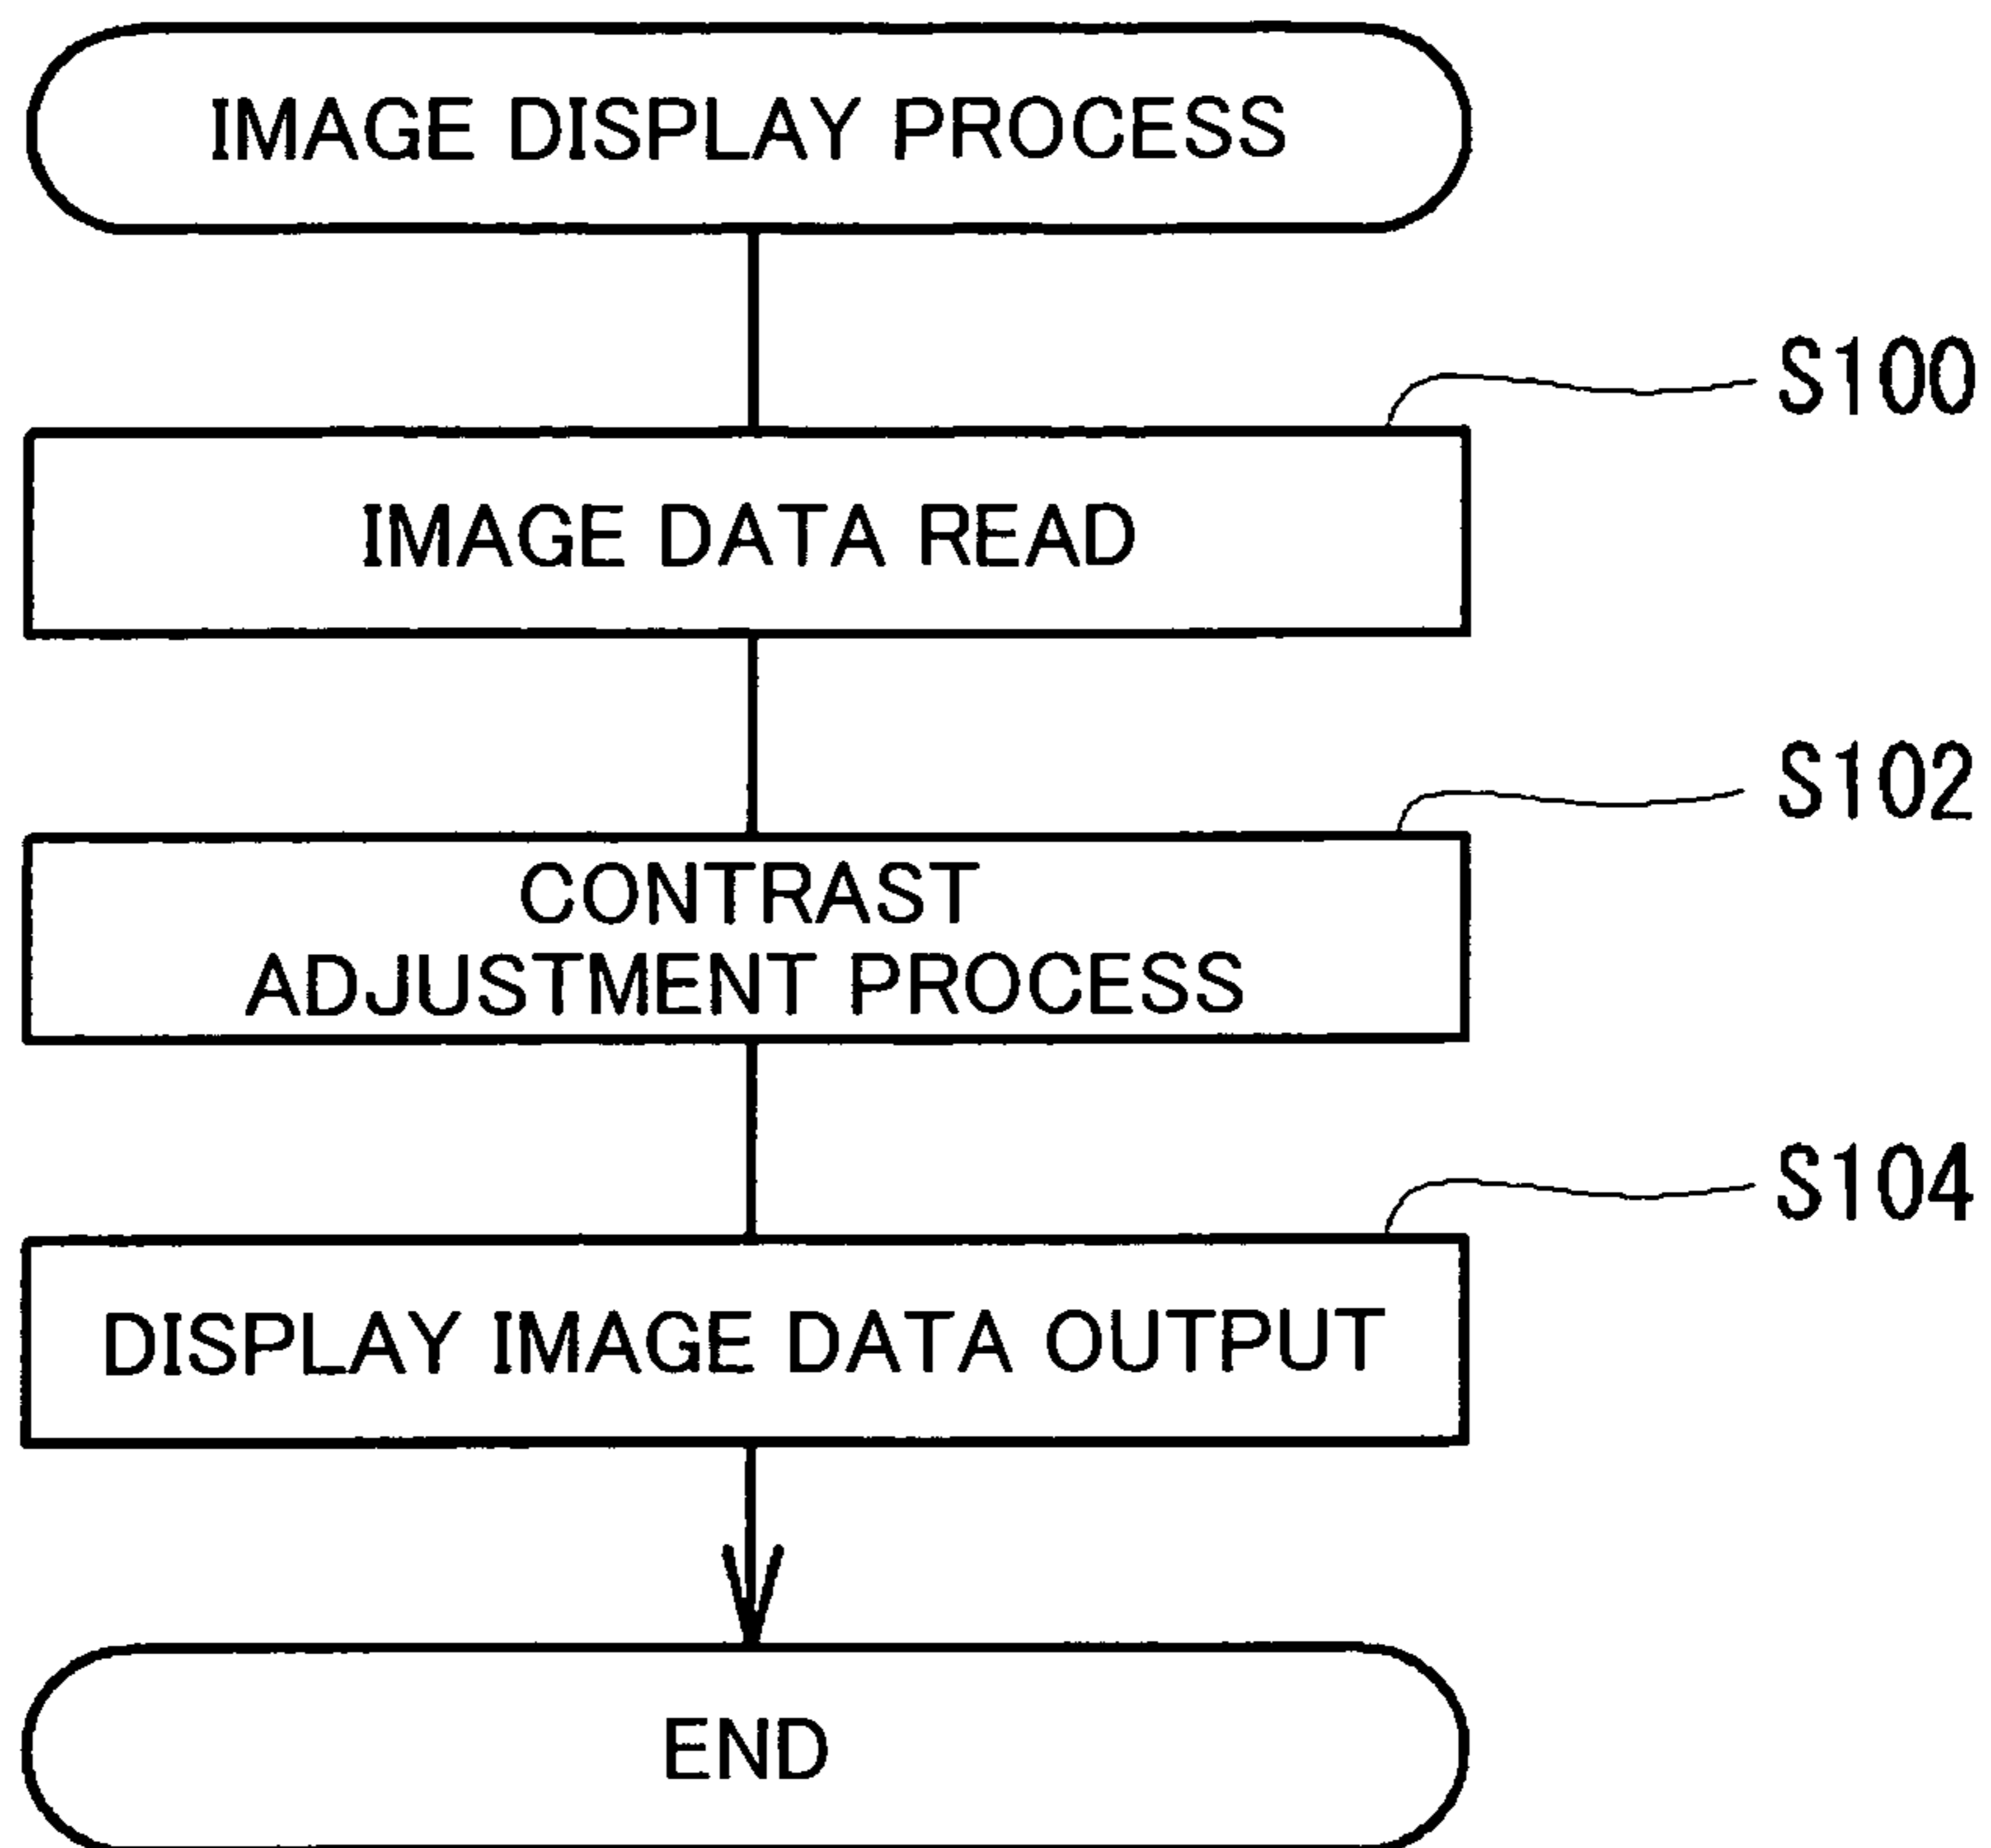 IMAGE DISPLAY PROCESS
S100
IMAGE DATA READ
S102
CONTRAST
ADJUSTMENT PROCESS
S104
DISPLAY IMAGE DATA OUTPUT
END